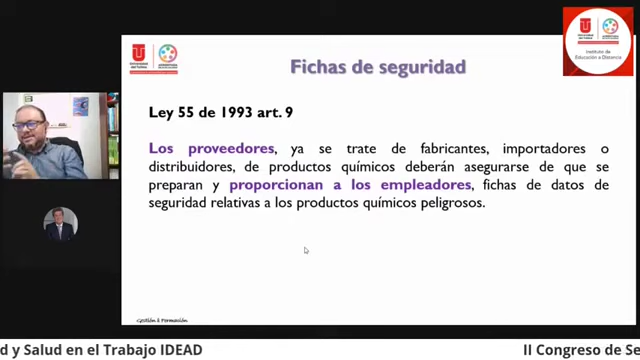 Fichas de seguridad
Instituto de
Educación a Distancia
Ley 55 de 1993 art. 9
Los proveedores, ya se trate de fabricantes, importadores o
distribuidores, de productos químicos deberán asegurarse de que se
preparan y proporcionan a los empleadores, fichas de datos de
seguridad relativas a los productos químicos peligrosos.
Gestión & Formación
d y Salud en el Trabajo IDEAD
II Congreso de Se